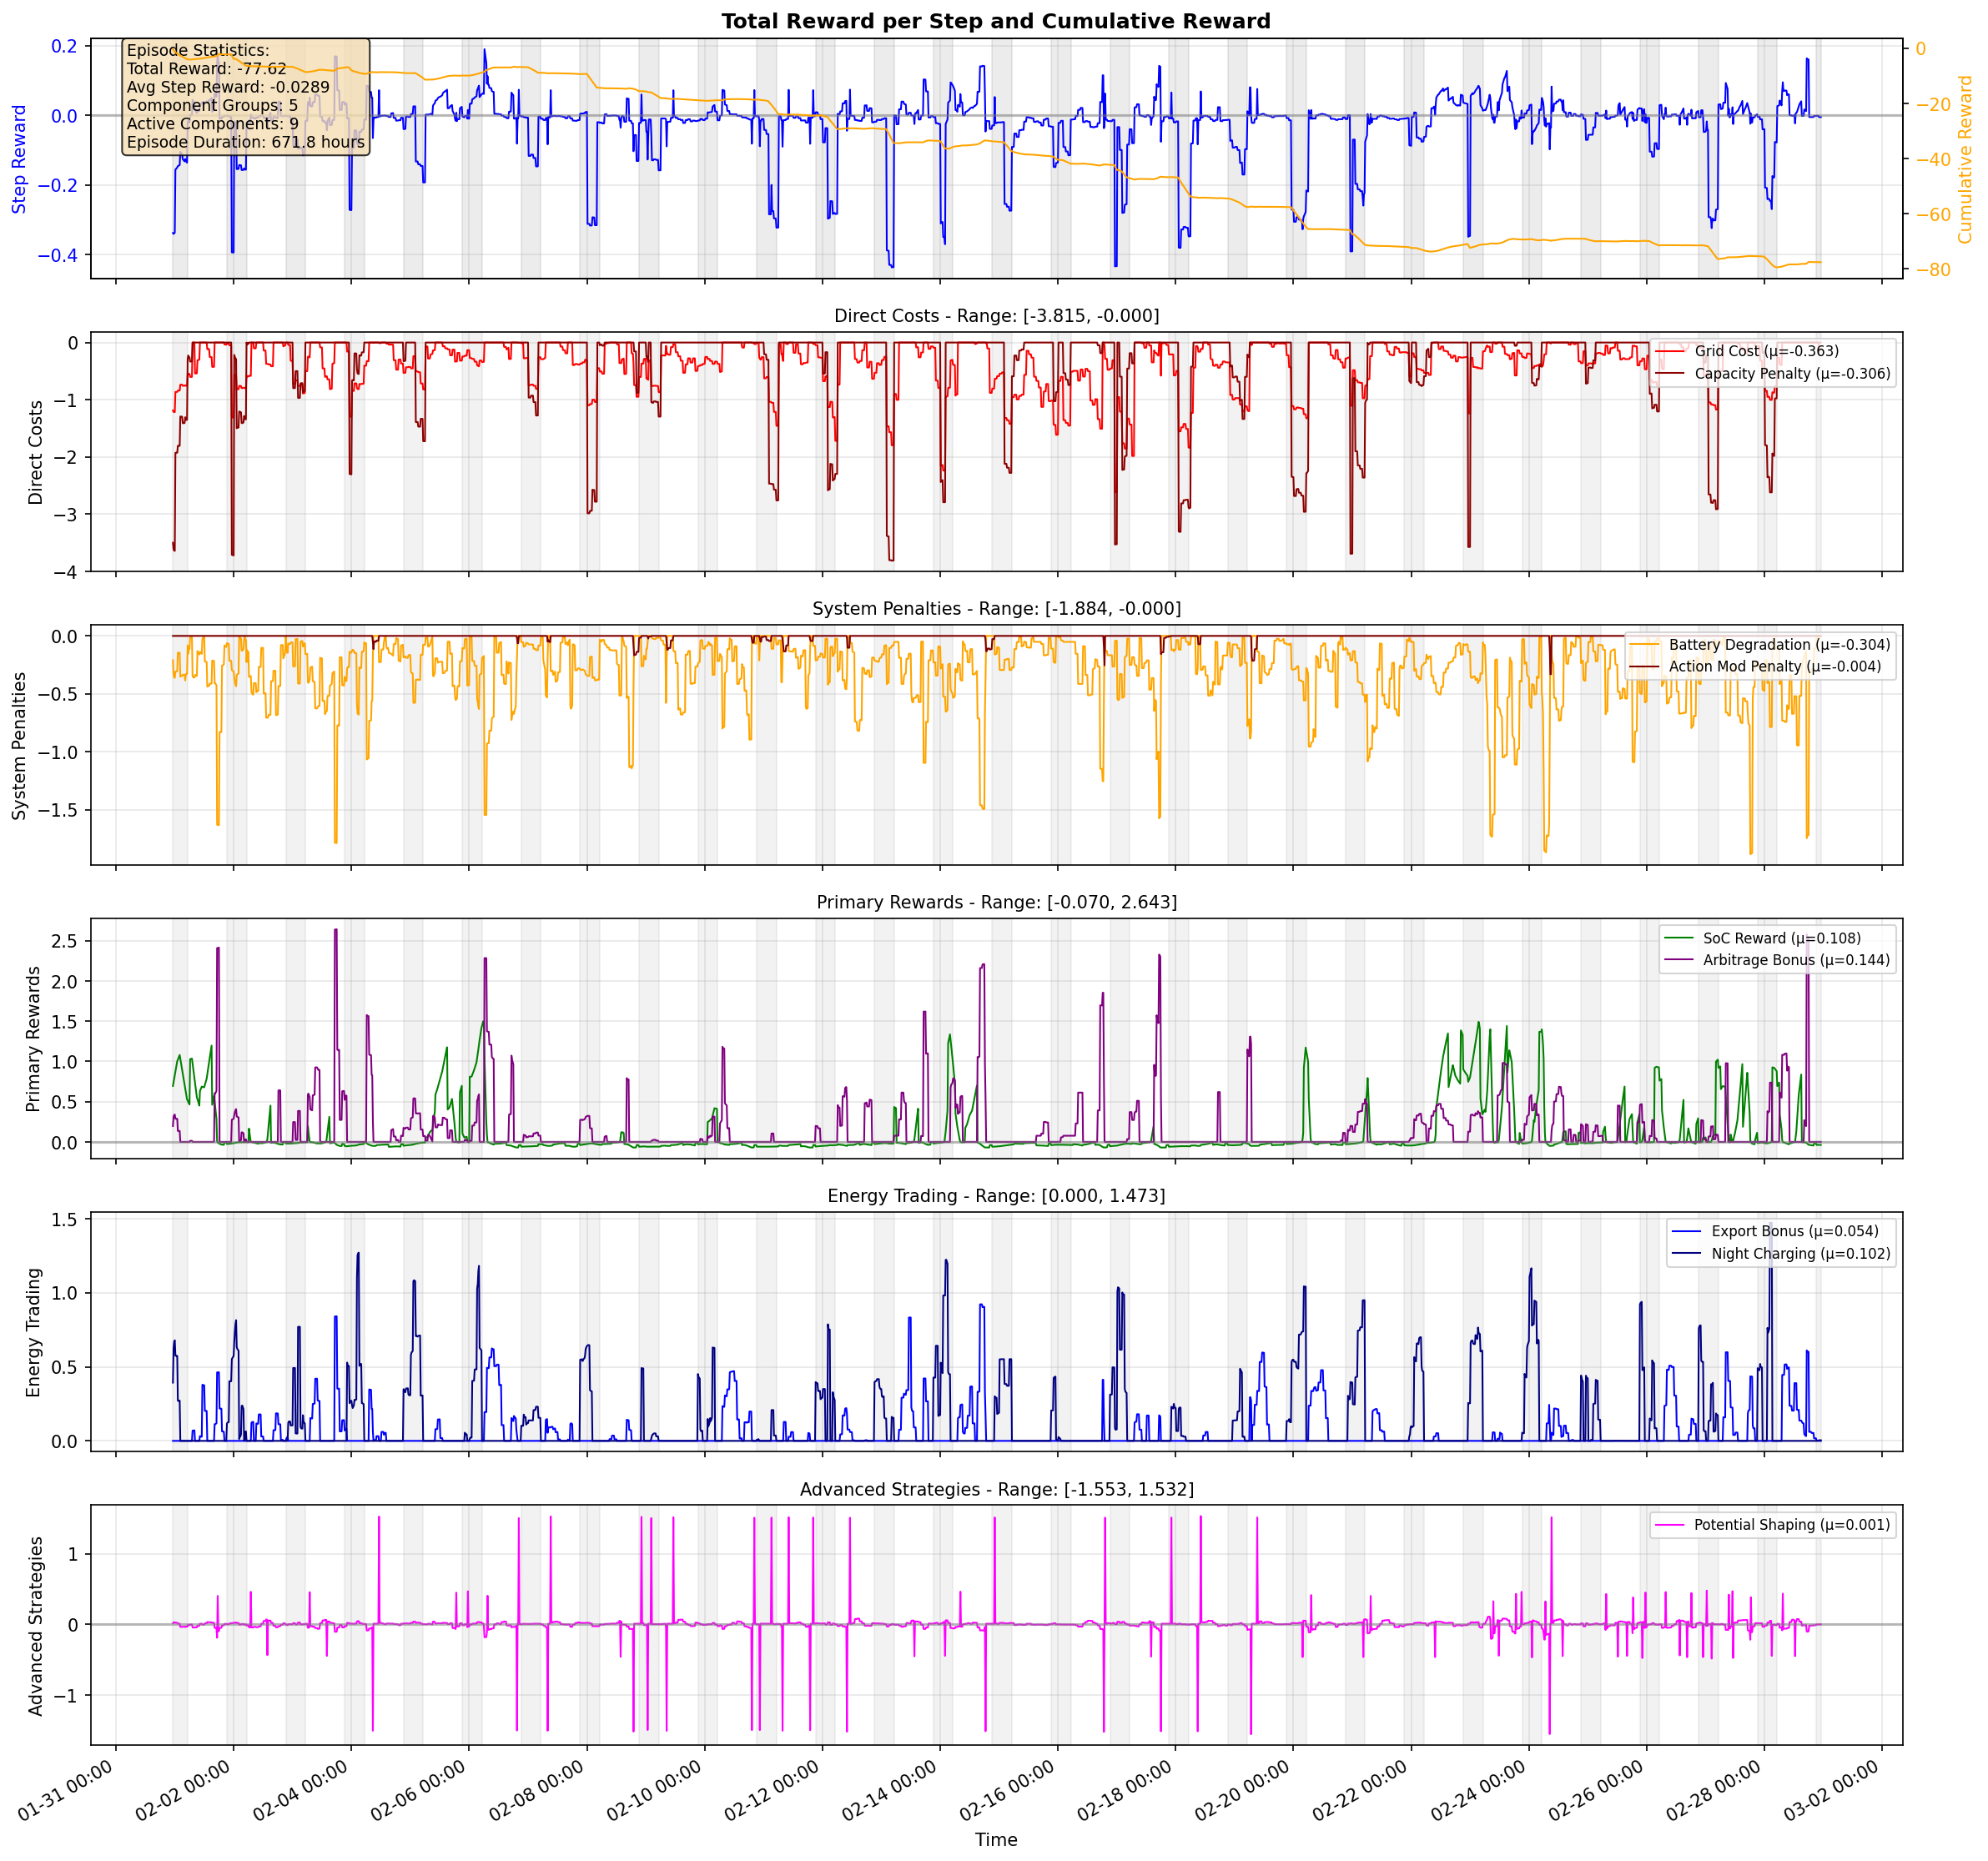 Total Reward per Step and Cumulative Reward
Episode Statistics:
Total Reward: -77.62
Avg Step Reward: -0.0289
Component Groups: 5
Active Components: 9
Episode Duration: 671.8 hours
Step Reward
0.2
0.0
−0.2
−0.4
Cumulative Reward
0
−20
−40
−60
−80
Direct Costs - Range: [-3.815, -0.000]
Direct Costs
0
−1
−2
−3
−4
Grid Cost (μ=-0.363)
Capacity Penalty (μ=-0.306)
System Penalties - Range: [-1.884, -0.000]
System Penalties
0.0
−0.5
−1.0
−1.5
Battery Degradation (μ=-0.304)
Action Mod Penalty (μ=-0.004)
Primary Rewards - Range: [-0.070, 2.643]
Primary Rewards
2.5
2.0
1.5
1.0
0.5
0.0
SoC Reward (μ=0.108)
Arbitrage Bonus (μ=0.144)
Energy Trading - Range: [0.000, 1.473]
Energy Trading
1.5
1.0
0.5
0.0
Export Bonus (μ=0.054)
Night Charging (μ=0.102)
Advanced Strategies - Range: [-1.553, 1.532]
Advanced Strategies
1
0
−1
Potential Shaping (μ=0.001)
01-31 00:00
02-02 00:00
02-04 00:00
02-06 00:00
02-08 00:00
02-10 00:00
02-12 00:00
02-14 00:00
02-16 00:00
02-18 00:00
02-20 00:00
02-22 00:00
02-24 00:00
02-26 00:00
02-28 00:00
03-02 00:00
Time